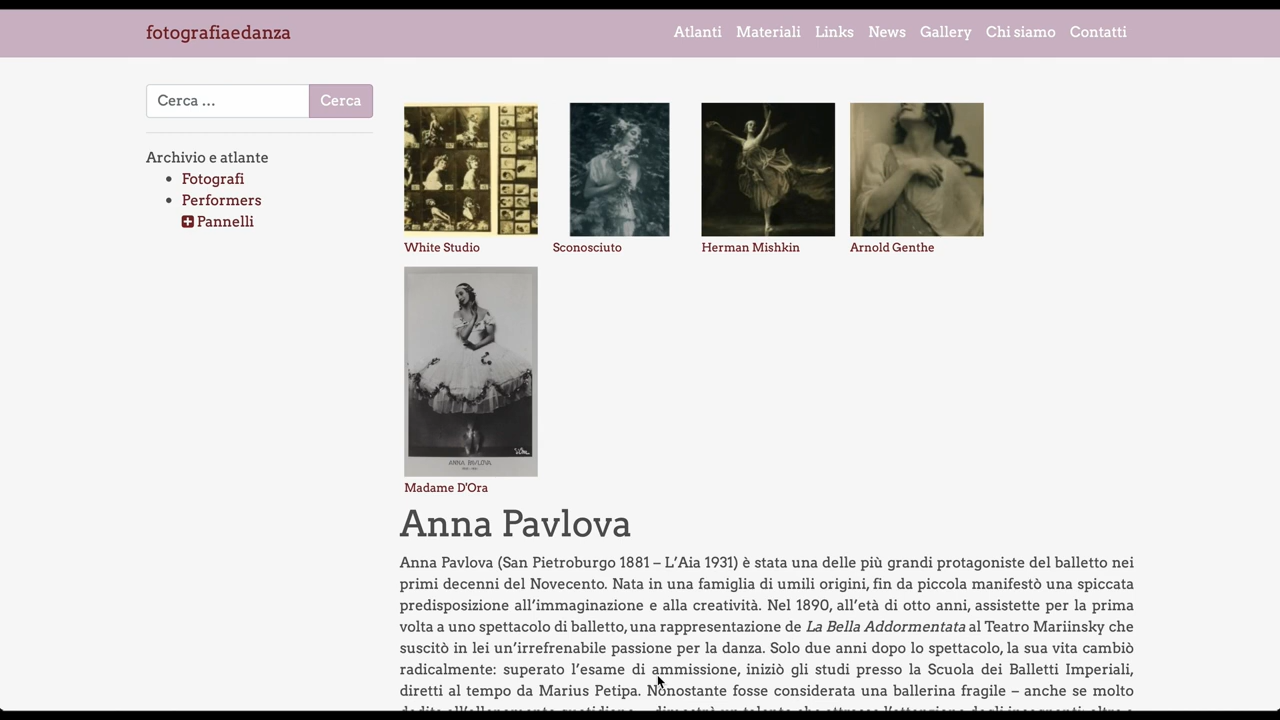 fotografiaedanza
Atlanti Materiali Links News Gallery Chi siamo Contatti
Cerca ... Cerca
Archivio e atlante
Fotografi
Performers
Pannelli
White Studio
Sconosciuto
Herman Mishkin
Arnold Genthe
ANNA PAVLOVA
Madame D'Ora
Anna Pavlova
Anna Pavlova (San Pietroburgo 1881 – L’Aia 1931) è stata una delle più grandi protagoniste del balletto nei
primi decenni del Novecento. Nata in una famiglia di umili origini, fin da piccola manifestò una spiccata
predisposizione all’immaginazione e alla creatività. Nel 1890, all’età di otto anni, assistette per la prima
volta a uno spettacolo di balletto, una rappresentazione de La Bella Addormentata al Teatro Mariinsky che
suscitò in lei un’irrefrenabile passione per la danza. Solo due anni dopo lo spettacolo, la sua vita cambiò
radicalmente: superato l’esame di ammissione, iniziò gli studi presso la Scuola dei Balletti Imperiali,
diretti al tempo da Marius Petipa. Nonostante fosse considerata una ballerina fragile – anche se molto